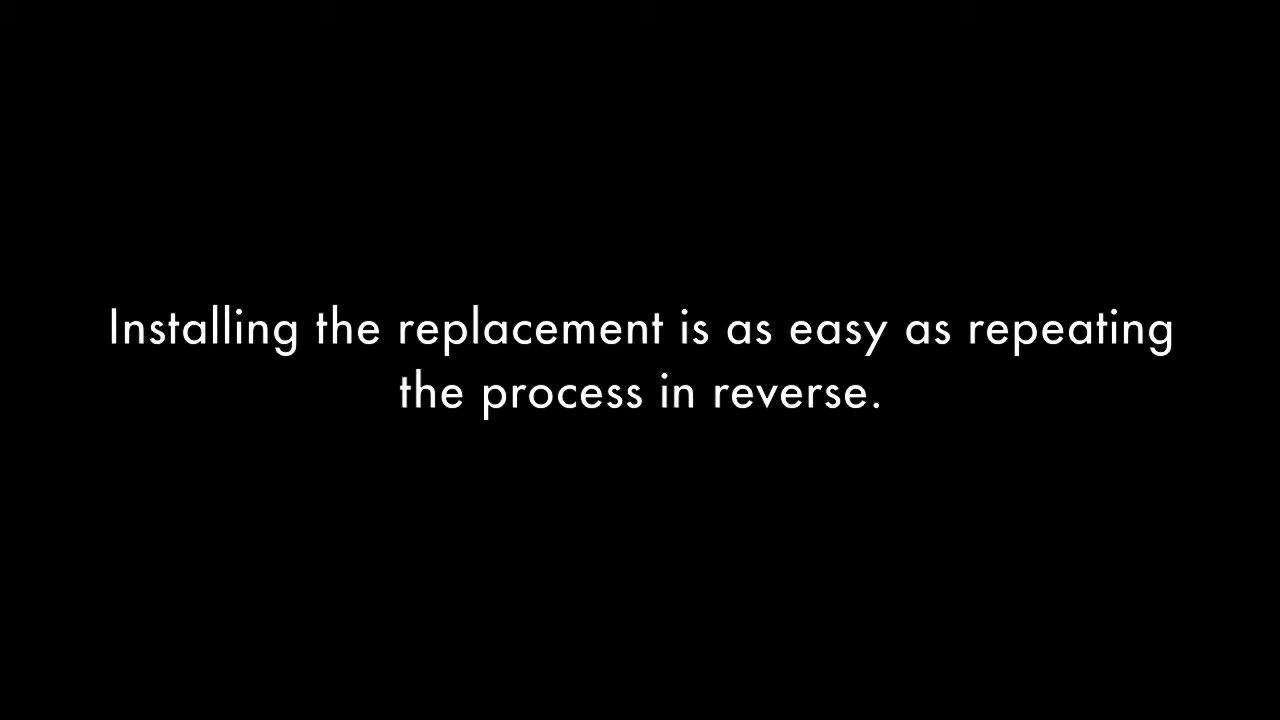 Installing the replacement is as easy as repeating
the process in reverse.